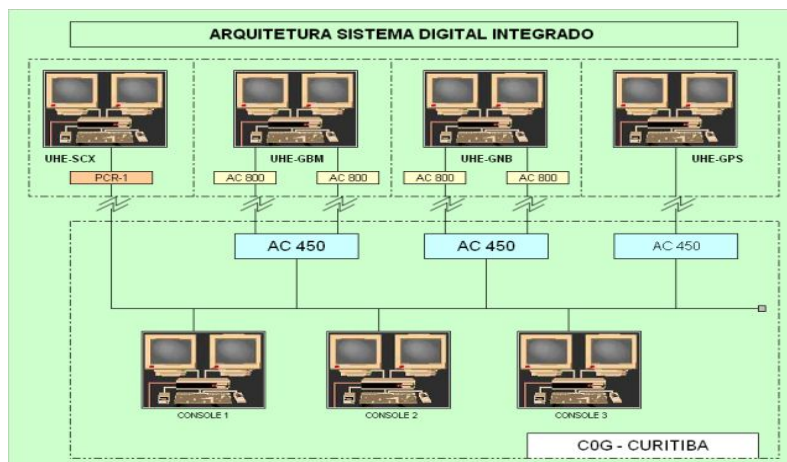 ARQUITETURA SISTEMA DIGITAL INTEGRADO
UHE-SCX
UHE-GBM
UHE-GNB
UHE-GPS
PCR-1
AC 800
AC 800
AC 800
AC 800
AC 450
AC 450
AC 450
CONSOLE 1
CONSOLE 2
CONSOLE 3
C0G - CURITIBA